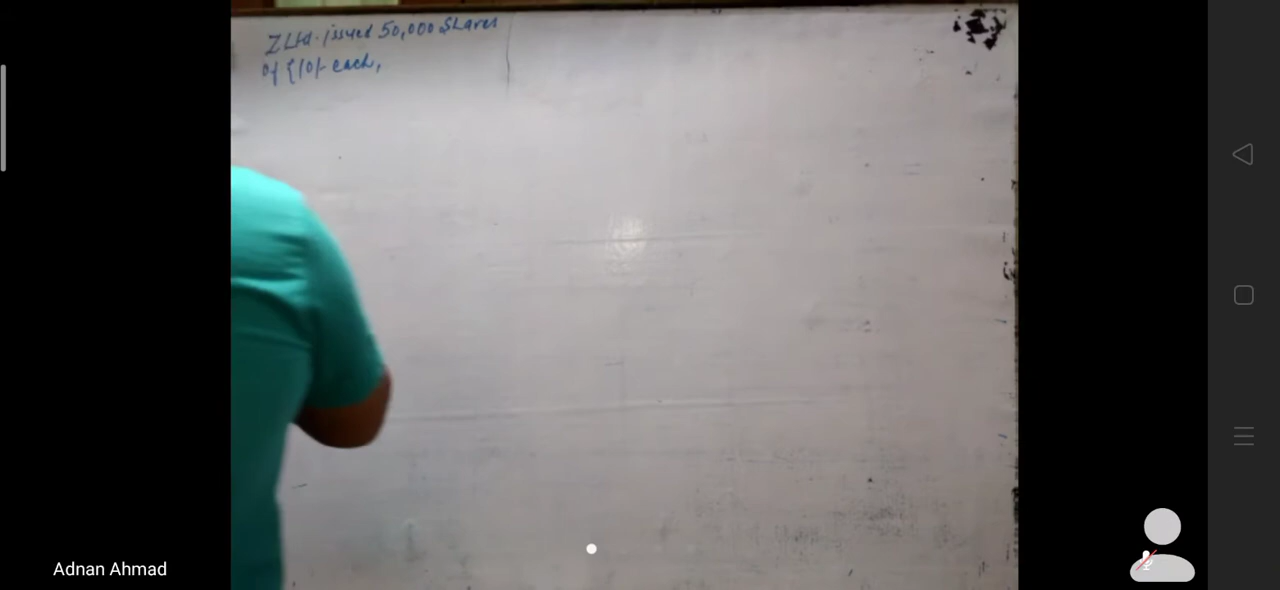 Z Ltd. issued 50,000 Shares
of ₹10/- each,
Adnan Ahmad